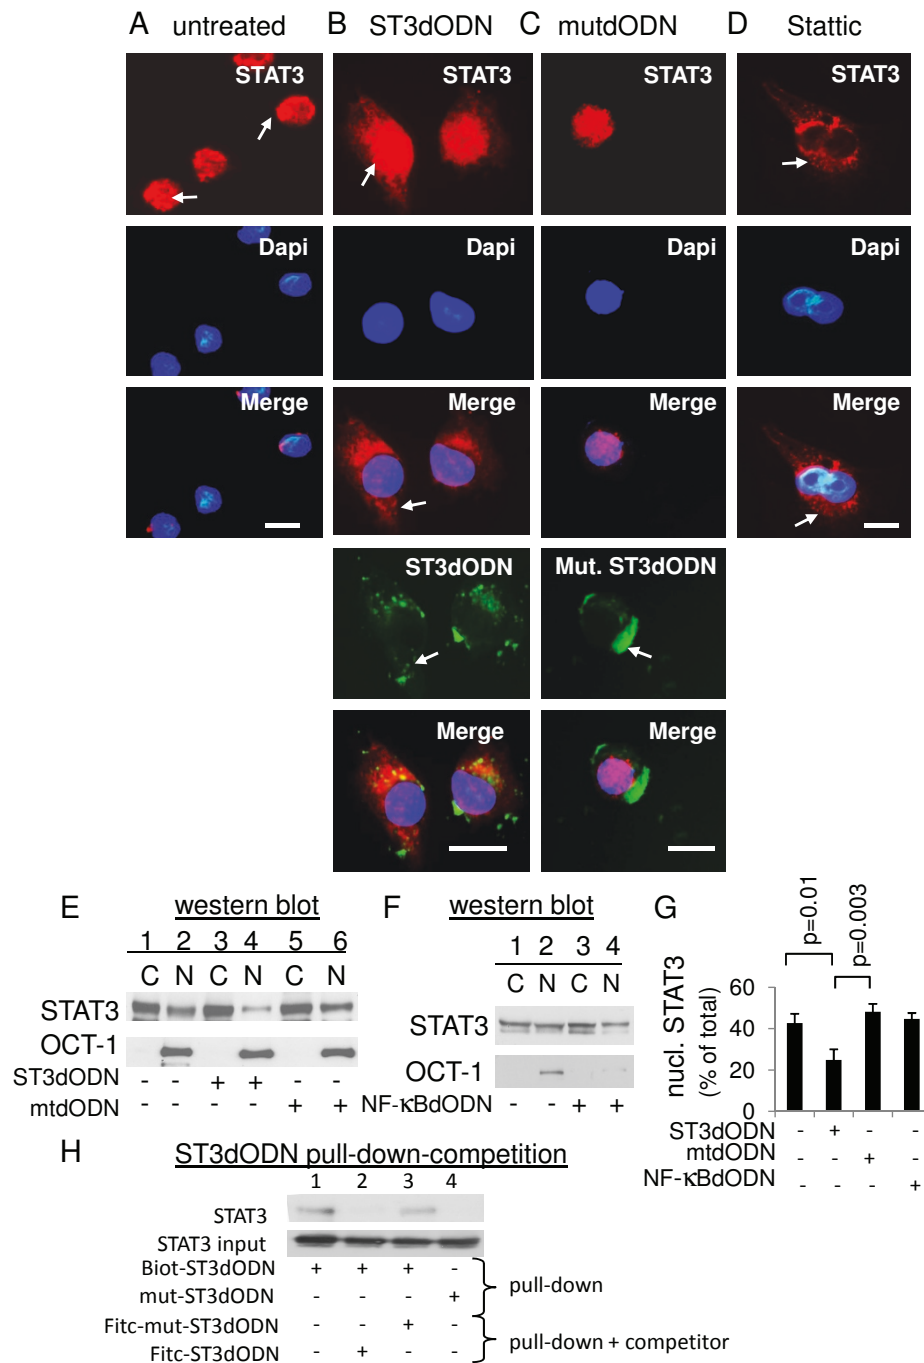 A untreated B ST3dODN C mutdODN D Stattic
STAT3 STAT3 STAT3 STAT3
Dapi Dapi Dapi Dapi
Merge Merge Merge Merge
ST3dODN Mut. ST3dODN
Merge Merge
E western blot
1 2 3 4 5 6
C N C N C N
STAT3
OCT-1
ST3dODN - - + + - -
mtdODN - - - - + +
F western blot
1 2 3 4
C N C N
STAT3
OCT-1
NF-κBdODN - - + +
G
p=0.01
p=0.003
nucl. STAT3
(% of total)
60
40
20
0
ST3dODN - + - -
mtdODN - - + -
NF-κBdODN - - - +
H ST3dODN pull-down-competition
1 2 3 4
STAT3
STAT3 input
Biot-ST3dODN + + + -
mut-ST3dODN - - - +
pull-down
Fitc-mut-ST3dODN - - + -
Fitc-ST3dODN - + - -
pull-down + competitor